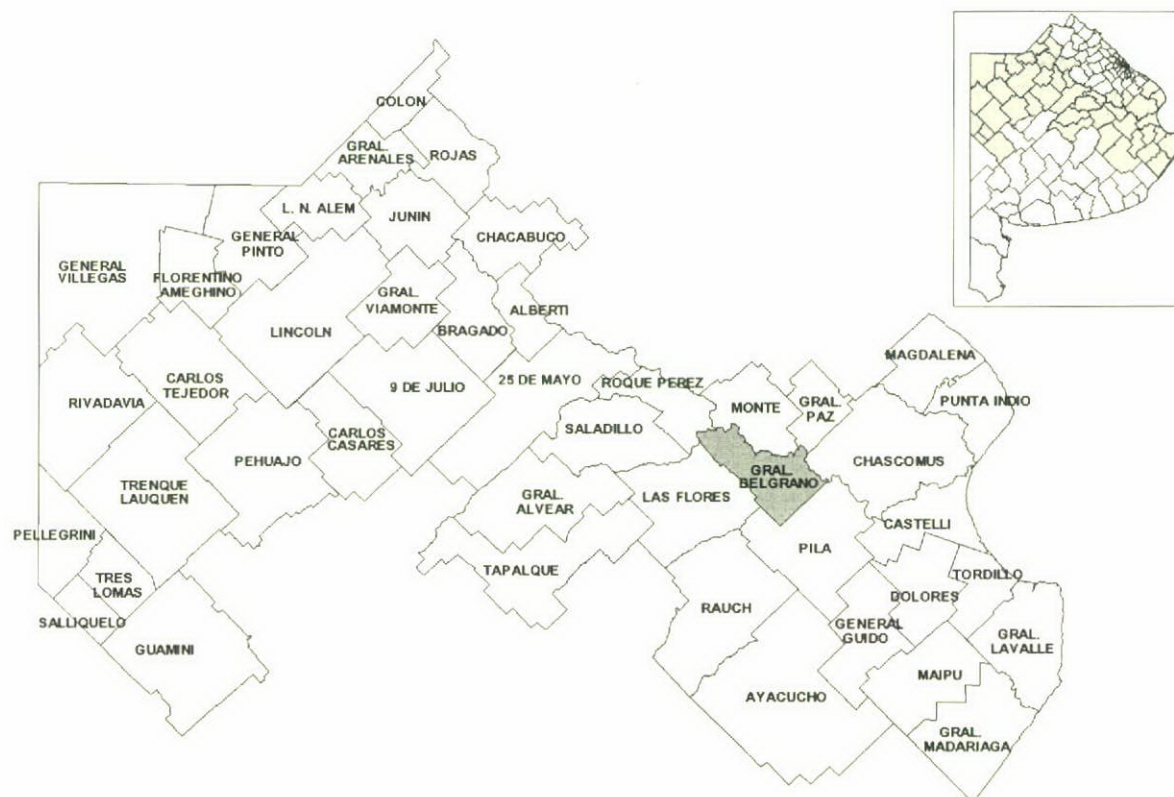 COLON
GRAL.
ARENALES
ROJAS
L. N. ALEM
JUNIN
CHACABUCO
GENERAL
PINTO
GENERAL
VILLEGAS
FLORENTINO
AMEGHINO
GRAL.
VIAMONTE
ALBERTI
LINCOLN
BRAGADO
MAGDALENA
CARLOS
TEJEDOR
9 DE JULIO
25 DE MAYO
ROQUE PEREZ
RIVADAVIA
MONTE
GRAL.
PAZ
PUNTA INDIO
SALADILLO
CARLOS
CASARES
PEHUAJO
CHASCOMUS
GRAL.
BELGRANO
TRENQUE
LAUQUEN
GRAL.
ALVEAR
LAS FLORES
CASTELLI
PELLEGRINI
PILA
TAPALQUE
TORDILLO
TRES
LOMAS
DOLORES
RAUCH
SALLIQUELO
GENERAL
GUIDO
GRAL.
LAVALLE
GUAMINI
MAIPU
AYACUCHO
GRAL.
MADARIAGA